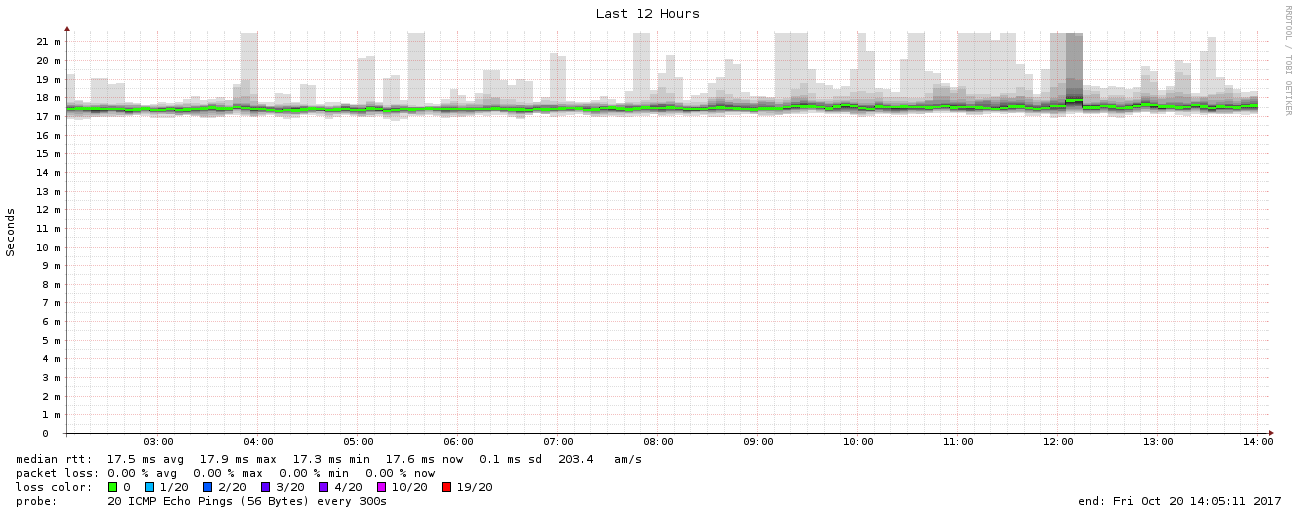 Last 12 Hours
RRDTOOL / TOBI OETIKER
Seconds
21 m
20 m
19 m
18 m
17 m
16 m
15 m
14 m
13 m
12 m
11 m
10 m
9 m
8 m
7 m
6 m
5 m
4 m
3 m
2 m
1 m
0
03:00 04:00 05:00 06:00 07:00 08:00 09:00 10:00 11:00 12:00 13:00 14:00
median rtt: 17.5 ms avg 17.9 ms max 17.3 ms min 17.6 ms now 0.1 ms sd 203.4 am/s
packet loss: 0.00 % avg 0.00 % max 0.00 % min 0.00 % now
loss color: 0 1/20 2/20 3/20 4/20 10/20 19/20
probe: 20 ICMP Echo Pings (56 Bytes) every 300s end: Fri Oct 20 14:05:11 2017